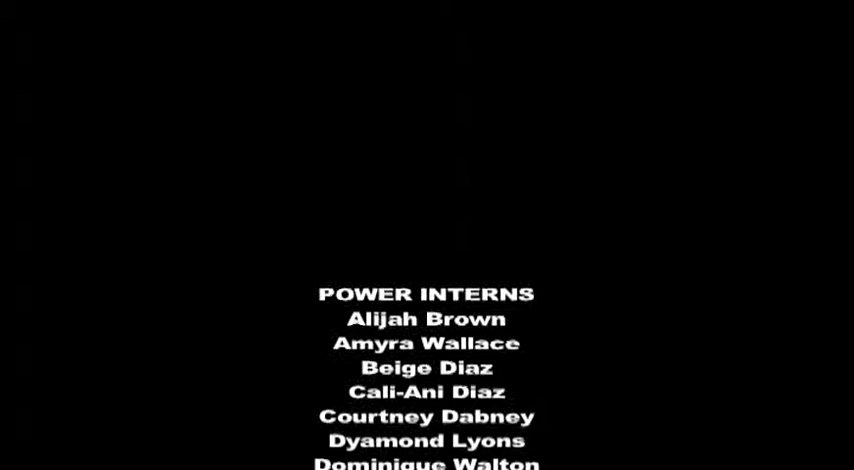 POWER INTERNS
Alijah Brown
Amyra Wallace
Beige Diaz
Cali-Ani Diaz
Courtney Dabney
Dyamond Lyons
Dominique Walton